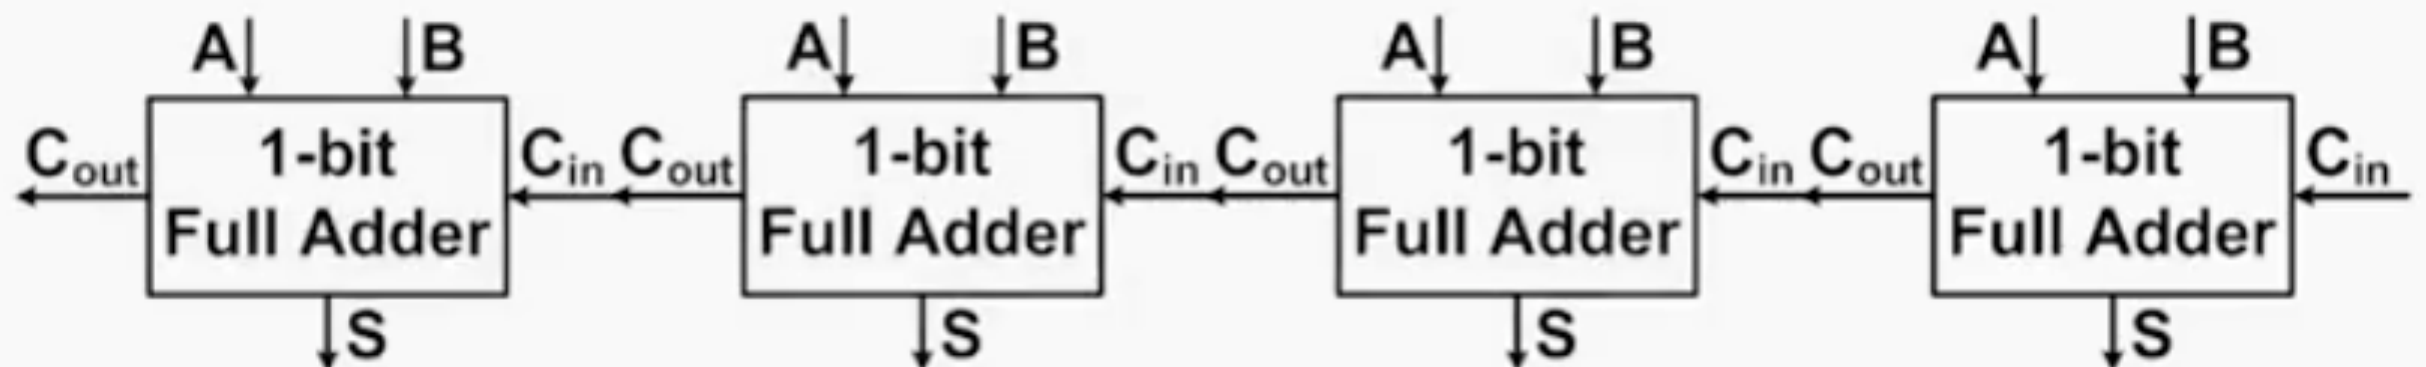 A B A B A B A B
Cout 1-bit Cin Cout 1-bit Cin Cout 1-bit Cin Cout 1-bit Cin
Full Adder Full Adder Full Adder Full Adder
S S S S